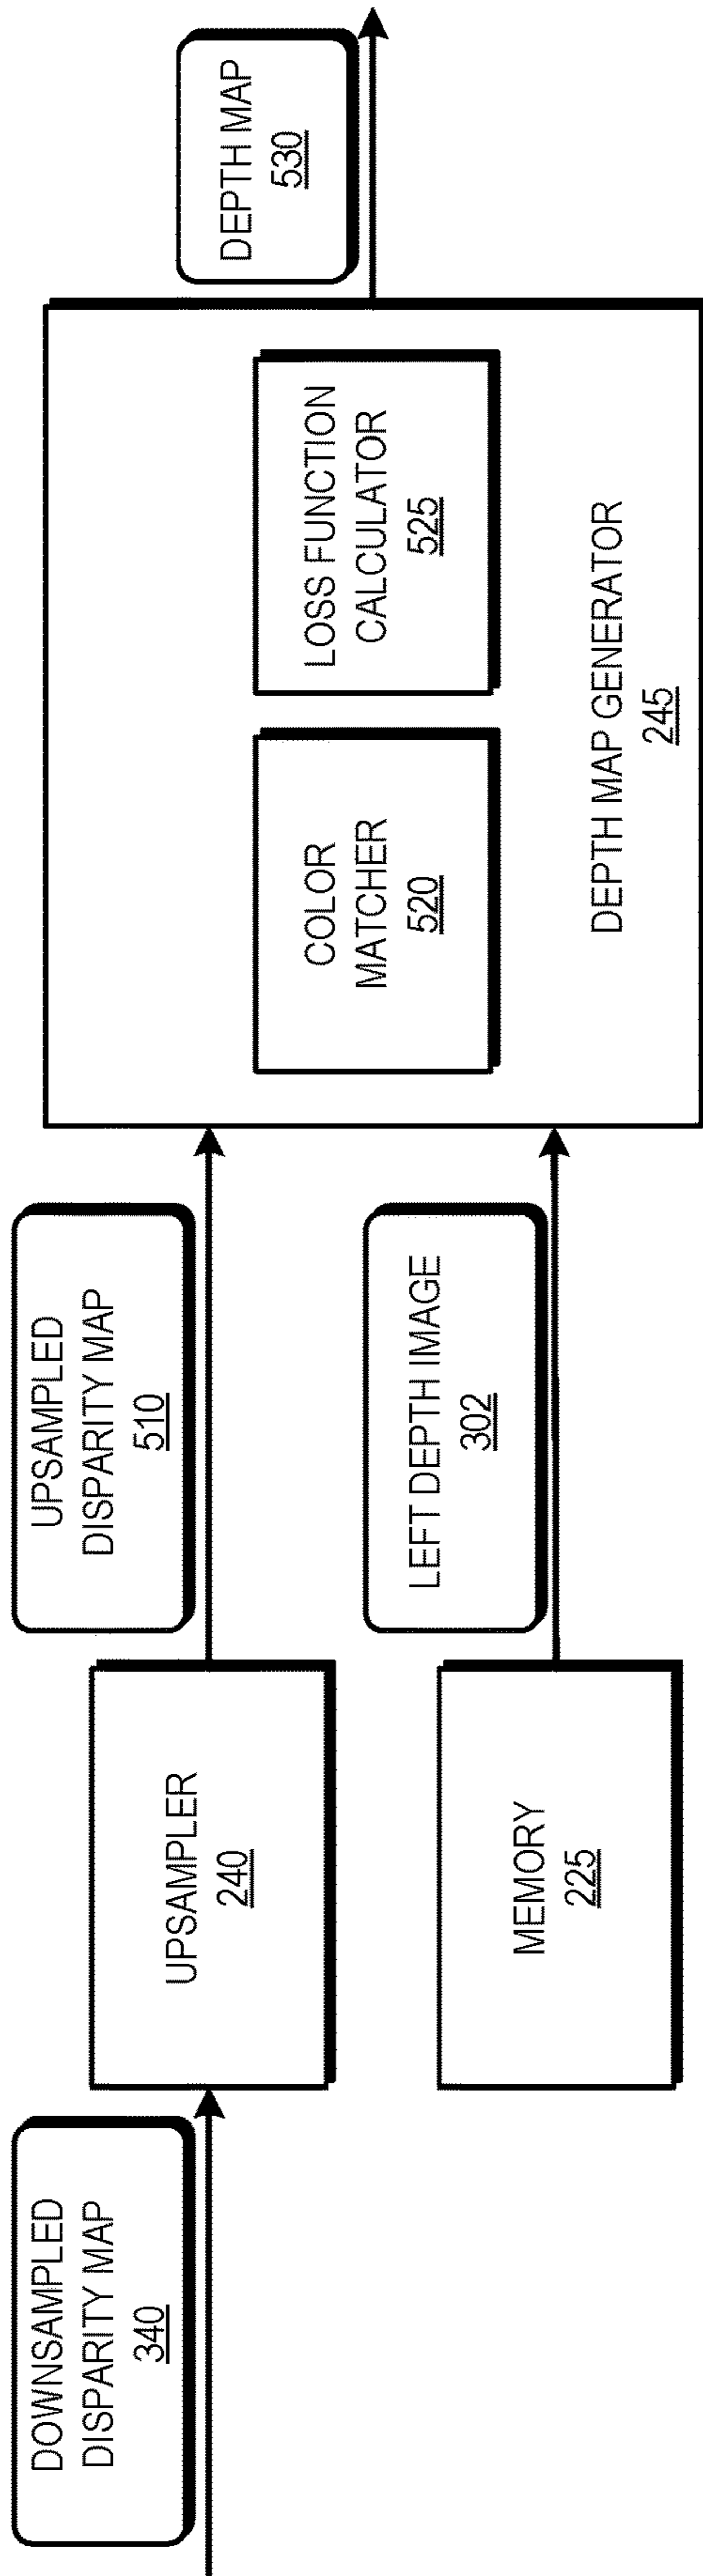 DOWNSAMPLED
DISPARITY MAP
340
UPSAMPLER
240
UPSAMPLED
DISPARITY MAP
510
MEMORY
225
LEFT DEPTH IMAGE
302
COLOR
MATCHER
520
LOSS FUNCTION
CALCULATOR
525
DEPTH MAP GENERATOR
245
DEPTH MAP
530